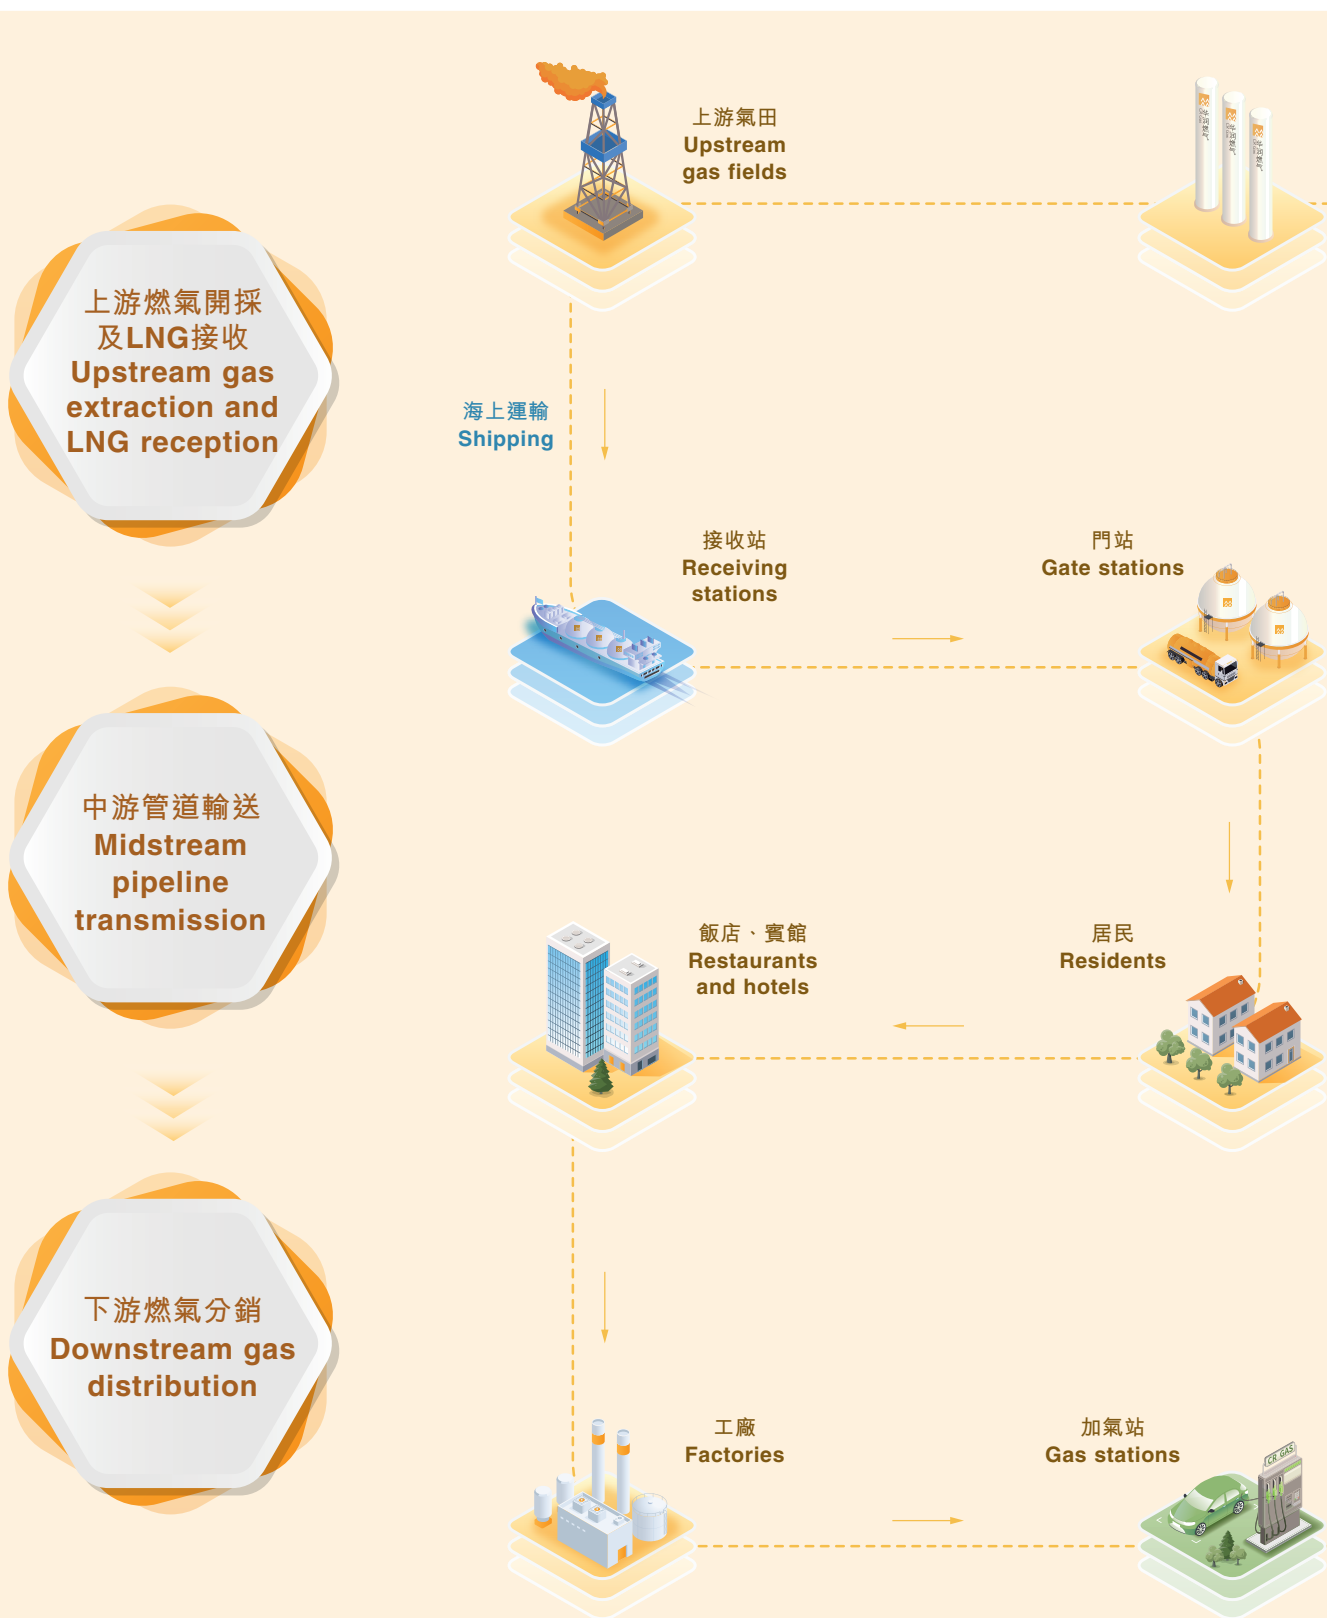 上游氣田
Upstream
gas fields
上游燃氣開採
及LNG接收
Upstream gas
extraction and
LNG reception
海上運輸
Shipping
接收站
Receiving
stations
門站
Gate stations
中游管道輸送
Midstream
pipeline
transmission
飯店、賓館
Restaurants
and hotels
居民
Residents
下游燃氣分銷
Downstream gas
distribution
工廠
Factories
加氣站
Gas stations
CR GAS